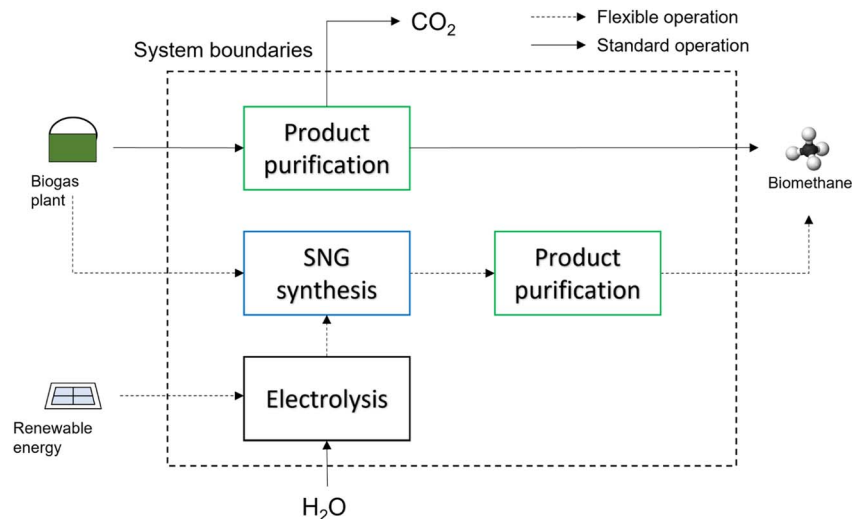 CO2
Flexible operation
Standard operation
System boundaries
Product
purification
Biogas
plant
Biomethane
SNG
synthesis
Product
purification
Electrolysis
Renewable
energy
H2O